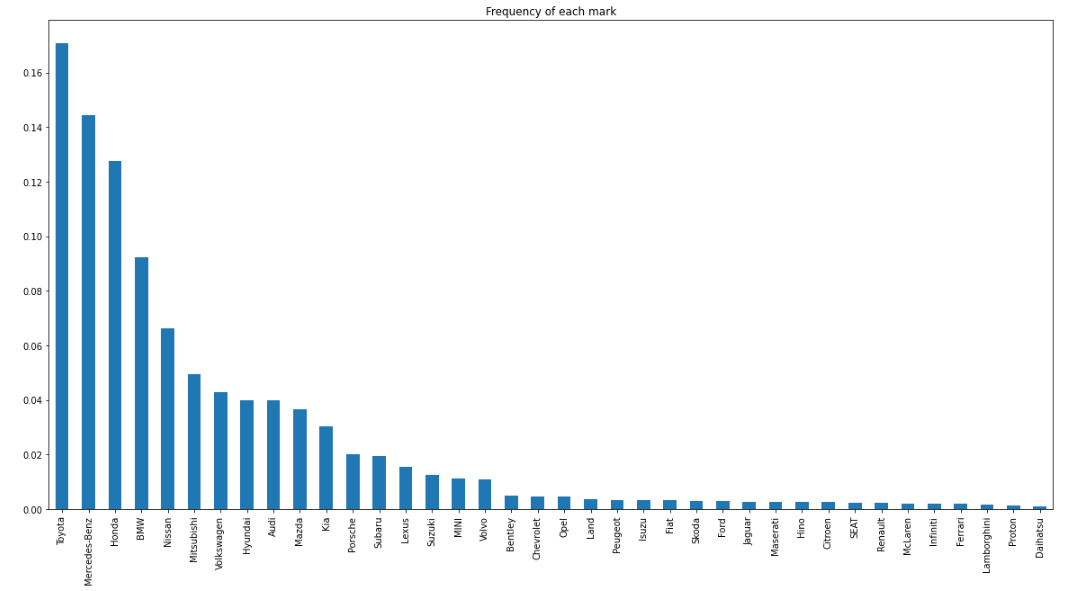 Frequency of each mark
0.16
0.14
0.12
0.10
0.08
0.06
0.04
0.02
0.00
Toyota
Mercedes-Benz
Honda
BMW
Nissan
Mitsubishi
Volkswagen
Hyundai
Audi
Mazda
Kia
Porsche
Subaru
Lexus
Suzuki
MINI
Volvo
Bentley
Chevrolet
Opel
Land
Peugeot
Isuzu
Fiat
Skoda
Ford
Jaguar
Maserati
Hino
Citroen
SEAT
Renault
McLaren
Infiniti
Ferrari
Lamborghini
Proton
Daihatsu